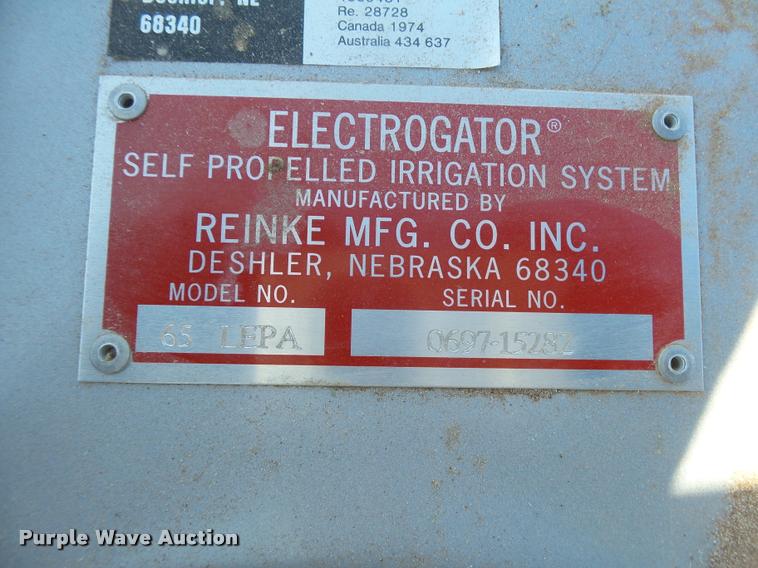 68340
Re. 28728
Canada 1974
Australia 434 637
ELECTROGATOR®
SELF PROPELLED IRRIGATION SYSTEM
MANUFACTURED BY
REINKE MFG. CO. INC.
DESHLER, NEBRASKA 68340
MODEL NO. SERIAL NO.
6S LEPA 0697-15282
Purple Wave Auction